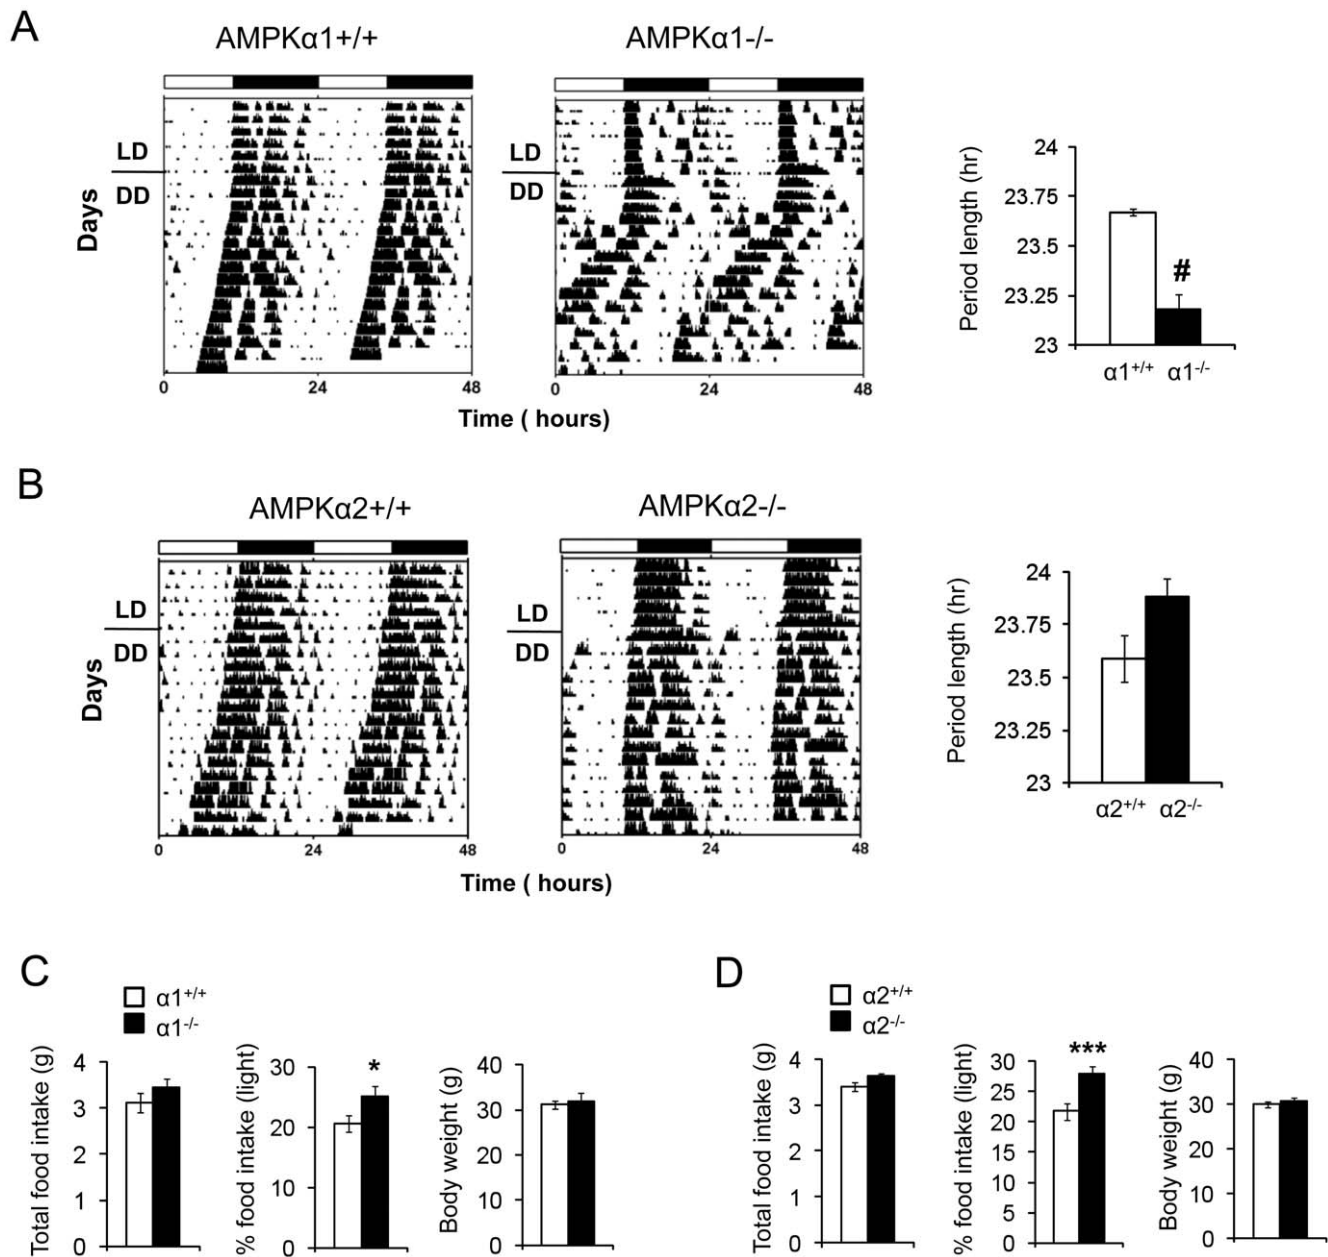 A
AMPKα1+/+
AMPKα1-/-
LD
DD
Days
0 24 48
LD
DD
0 24 48
Time ( hours)
Period length (hr)
24
23.75
23.5
23.25
23
#
α1+/+ α1-/-
B
AMPKα2+/+
AMPKα2-/-
LD
DD
Days
0 24 48
LD
DD
0 24 48
Time ( hours)
Period length (hr)
24
23.75
23.5
23.25
23
α2+/+ α2-/-
C
α1+/+
α1-/-
Total food intake (g)
4
3
2
1
0
% food intake (light)
30
20
10
0
*
Body weight (g)
40
30
20
10
0
D
α2+/+
α2-/-
Total food intake (g)
4
3
2
1
0
% food intake (light)
30
25
20
15
10
5
0
***
Body weight (g)
40
30
20
10
0